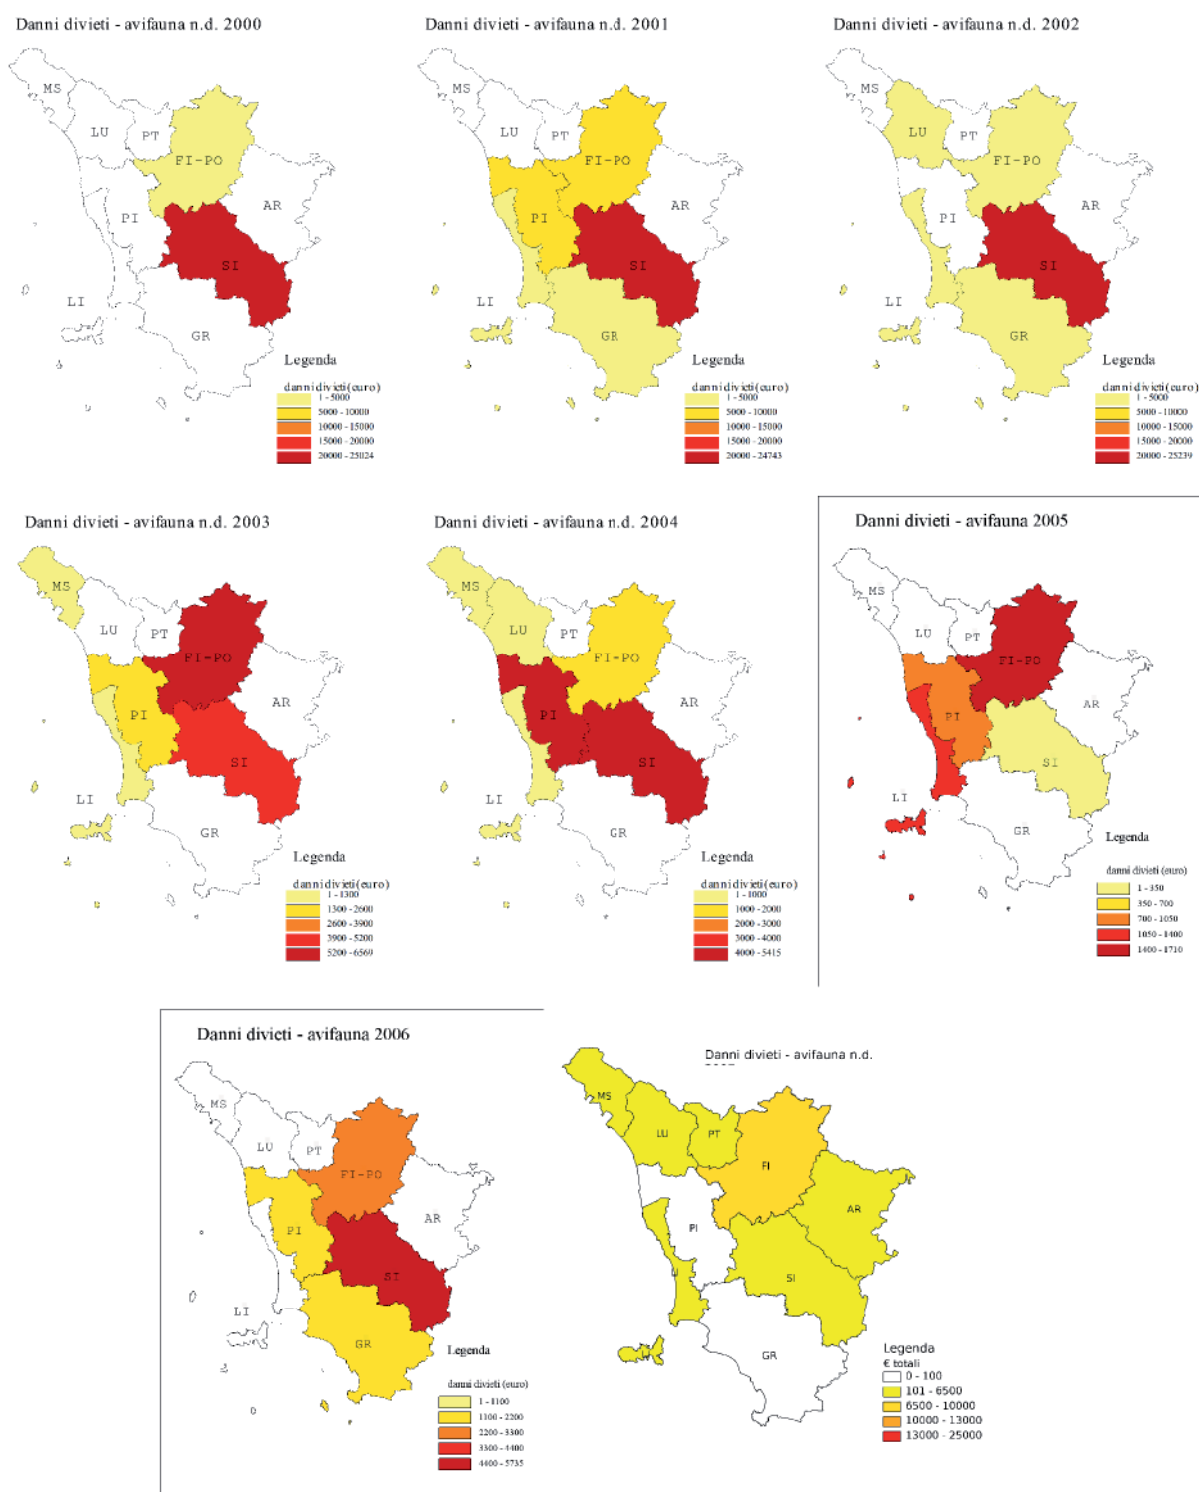 Danni divieti - avifauna n.d. 2000
MS
LU
PT
FI-PO
AR
PI
SI
LI
GR
Legenda
danni divieti (euro)
1 - 5000
5000 - 10000
10000 - 15000
15000 - 20000
20000 - 25024
Danni divieti - avifauna n.d. 2001
MS
LU
PT
FI-PO
AR
PI
SI
LI
GR
Legenda
danni divieti (euro)
1 - 5000
5000 - 10000
10000 - 15000
15000 - 20000
20000 - 24743
Danni divieti - avifauna n.d. 2002
MS
LU
PT
FI-PO
AR
PI
SI
LI
GR
Legenda
danni divieti (euro)
1 - 5000
5000 - 10000
10000 - 15000
15000 - 20000
20000 - 25239
Danni divieti - avifauna n.d. 2003
MS
LU
PT
FI-PO
AR
PI
SI
LI
GR
Legenda
danni divieti (euro)
1 - 1300
1300 - 2600
2600 - 3900
3900 - 5200
5200 - 6569
Danni divieti - avifauna n.d. 2004
MS
LU
PT
FI-PO
AR
PI
SI
LI
GR
Legenda
danni divieti (euro)
1 - 1000
1000 - 2000
2000 - 3000
3000 - 4000
4000 - 5415
Danni divieti - avifauna 2005
MS
LU
PT
FI-PO
AR
PI
SI
LI
GR
Legenda
danni divieti (euro)
1 - 350
350 - 700
700 - 1050
1050 - 1400
1400 - 1710
Danni divieti - avifauna 2006
MS
LU
PT
FI-PO
AR
PI
SI
LI
GR
Legenda
danni divieti (euro)
1 - 1100
1100 - 2200
2200 - 3300
3300 - 4400
4400 - 5735
Danni divieti - avifauna n.d.
MS
LU
PT
FI
AR
PI
SI
GR
Legenda
€ totali
0 - 100
101 - 6500
6500 - 10000
10000 - 13000
13000 - 25000